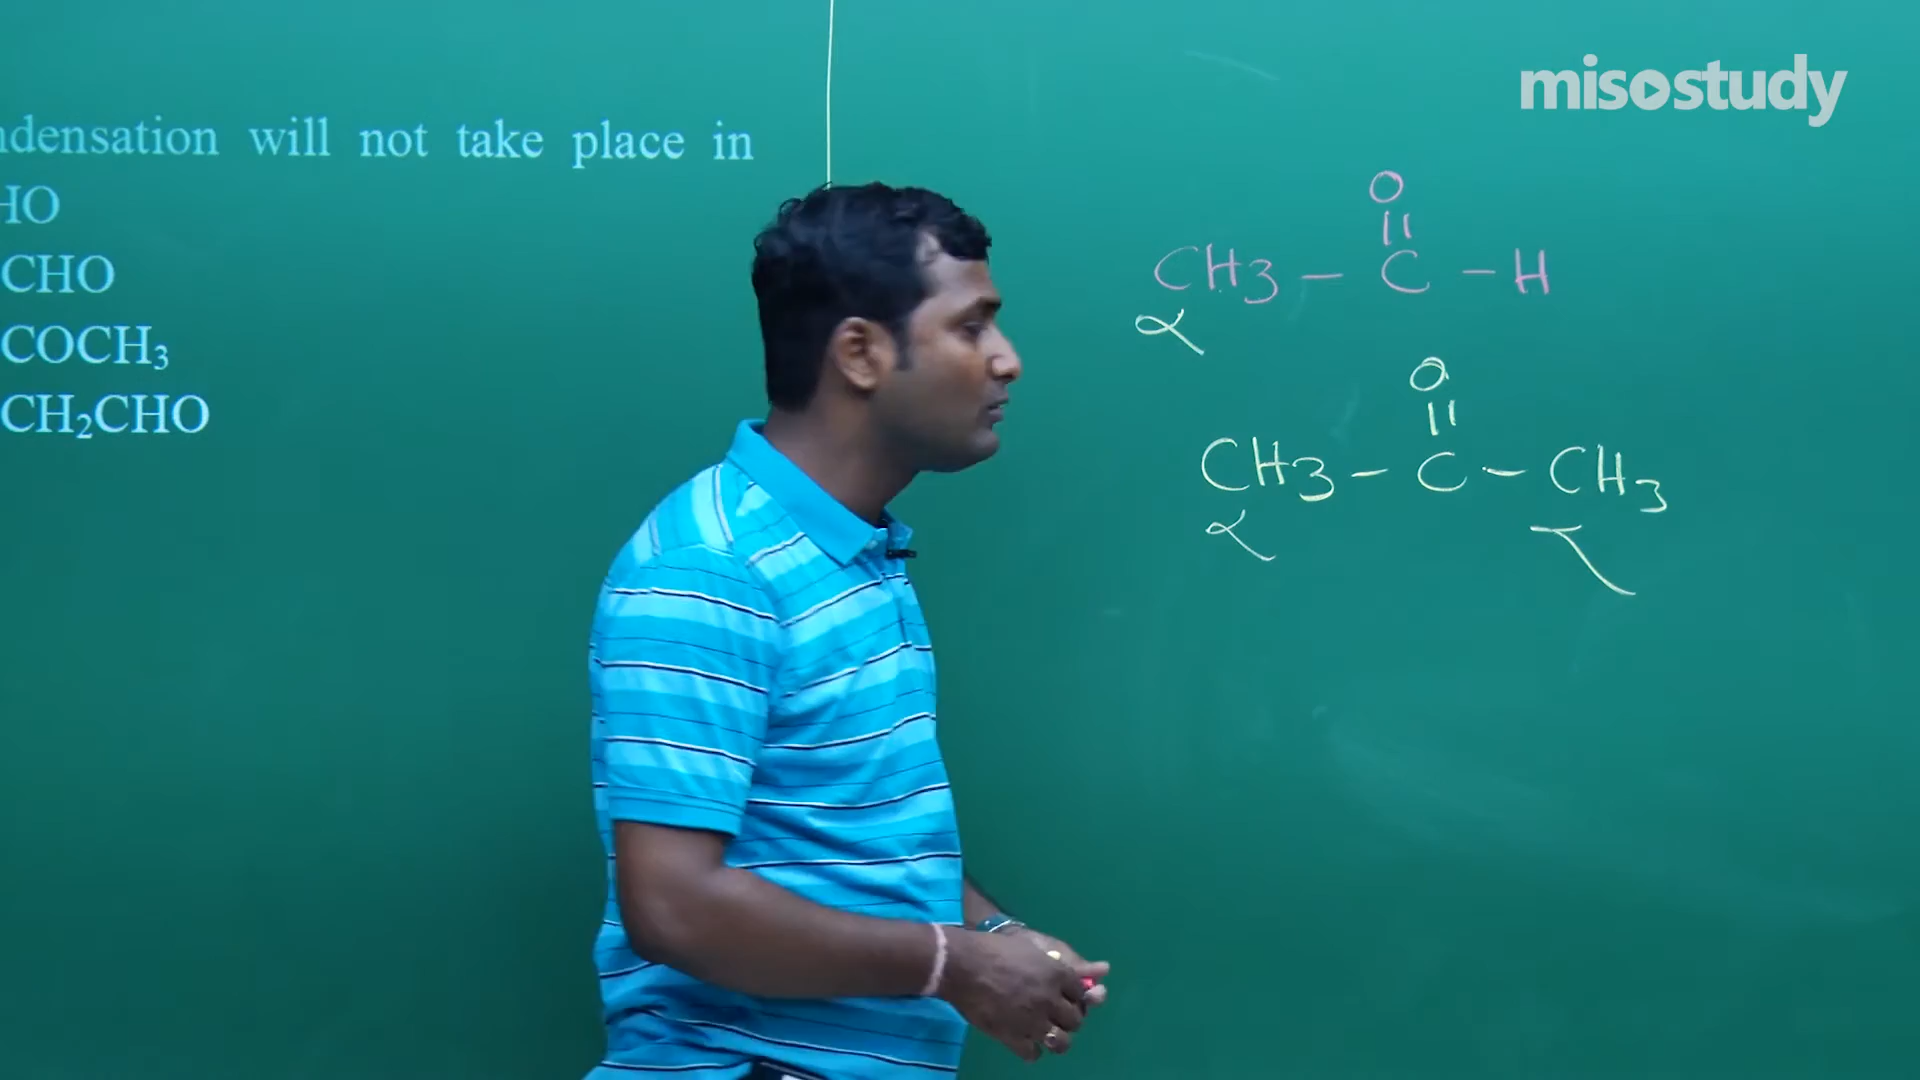 ndensation will not take place in
HO
CHO
COCH₃
CH₂CHO
misostudy
O
||
CH3 – C – H
α
O
||
CH3 – C – CH3
α